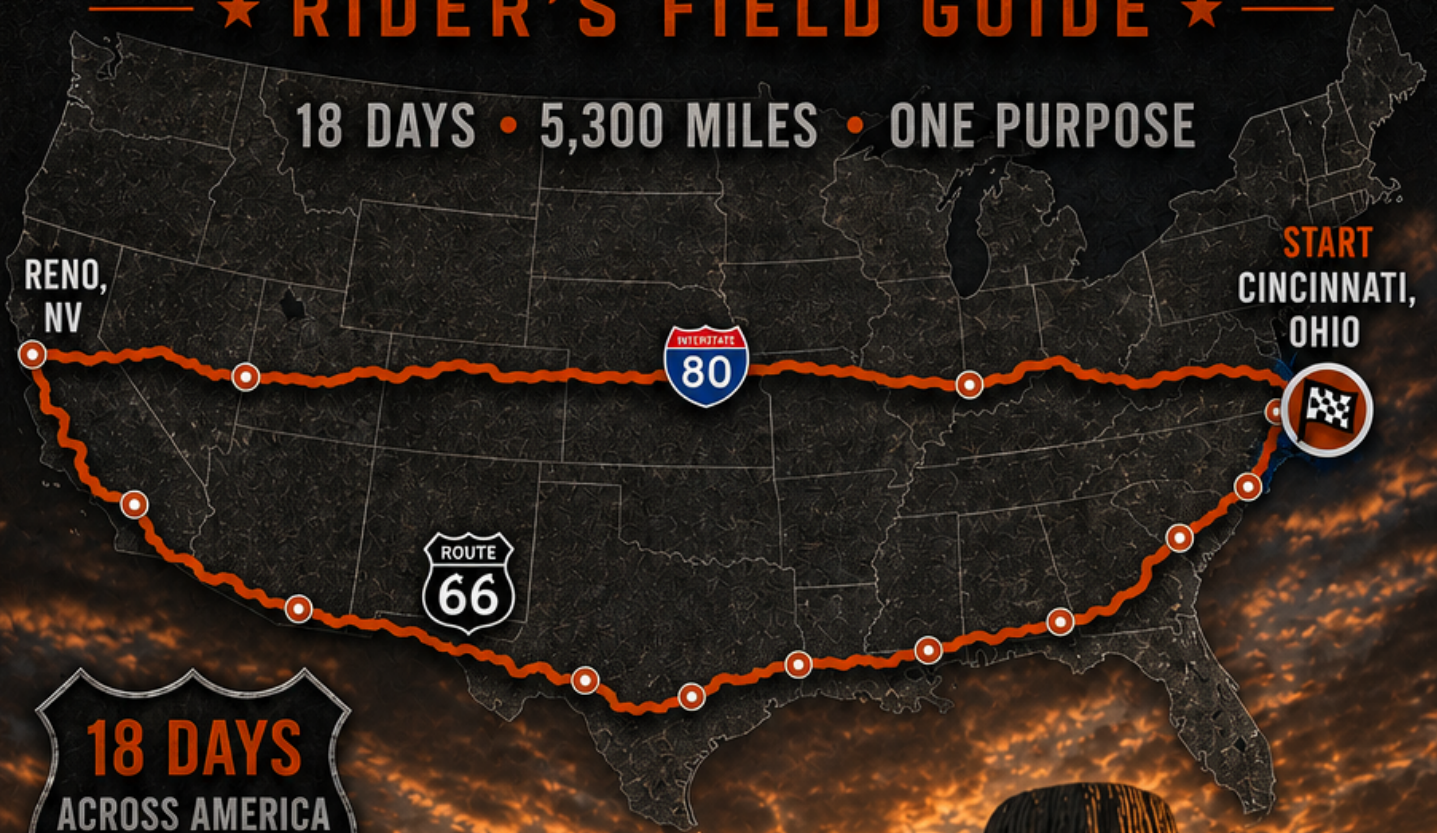 ★ RIDER'S FIELD GUIDE ★
18 DAYS • 5,300 MILES • ONE PURPOSE
START
CINCINNATI,
OHIO
RENO,
NV
INTERSTATE
80
ROUTE
66
18 DAYS
ACROSS AMERICA